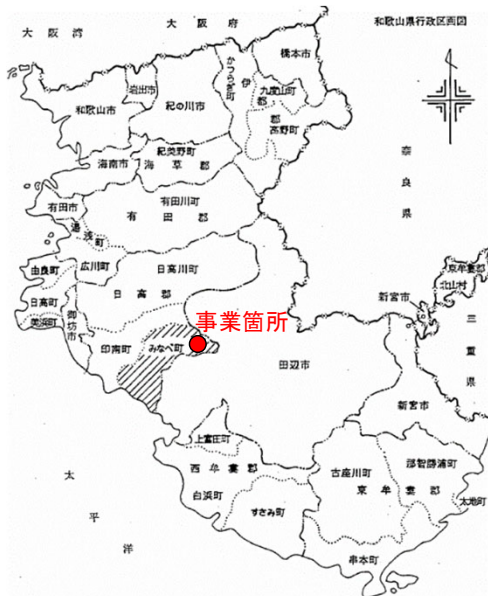 和歌山県行政区画図
大阪湾
大阪府
橋本市
かつらぎ町
伊
都
郡
九度山町
高野町
岩出市
紀の川市
和歌山市
紀美野町
海南市
海草郡
奈良県
有田市
有田川町
有田郡
湯浅町
広川町
由良町
日高川町
日高郡
日高町
美浜町
御坊市
印南町
みなべ町
事業箇所
田辺市
新宮市
北山村
三重県
新宮市
上富田町
西牟婁郡
白浜町
すさみ町
古座川町
東牟婁郡
那智勝浦町
太地町
串本町
太平洋